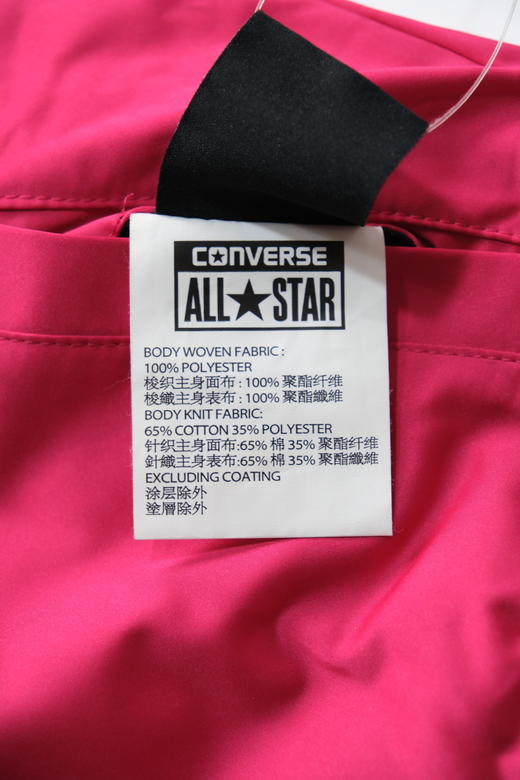 CONVERSE
ALL★STAR
BODY WOVEN FABRIC :
100% POLYESTER
梭织主身面布 : 100% 聚酯纤维
梭織主身表布 : 100% 聚酯纖維
BODY KNIT FABRIC:
65% COTTON 35% POLYESTER
针织主身面布:65% 棉 35% 聚酯纤维
針織主身表布:65% 棉 35% 聚酯纖維
EXCLUDING COATING
涂层除外
塗層除外